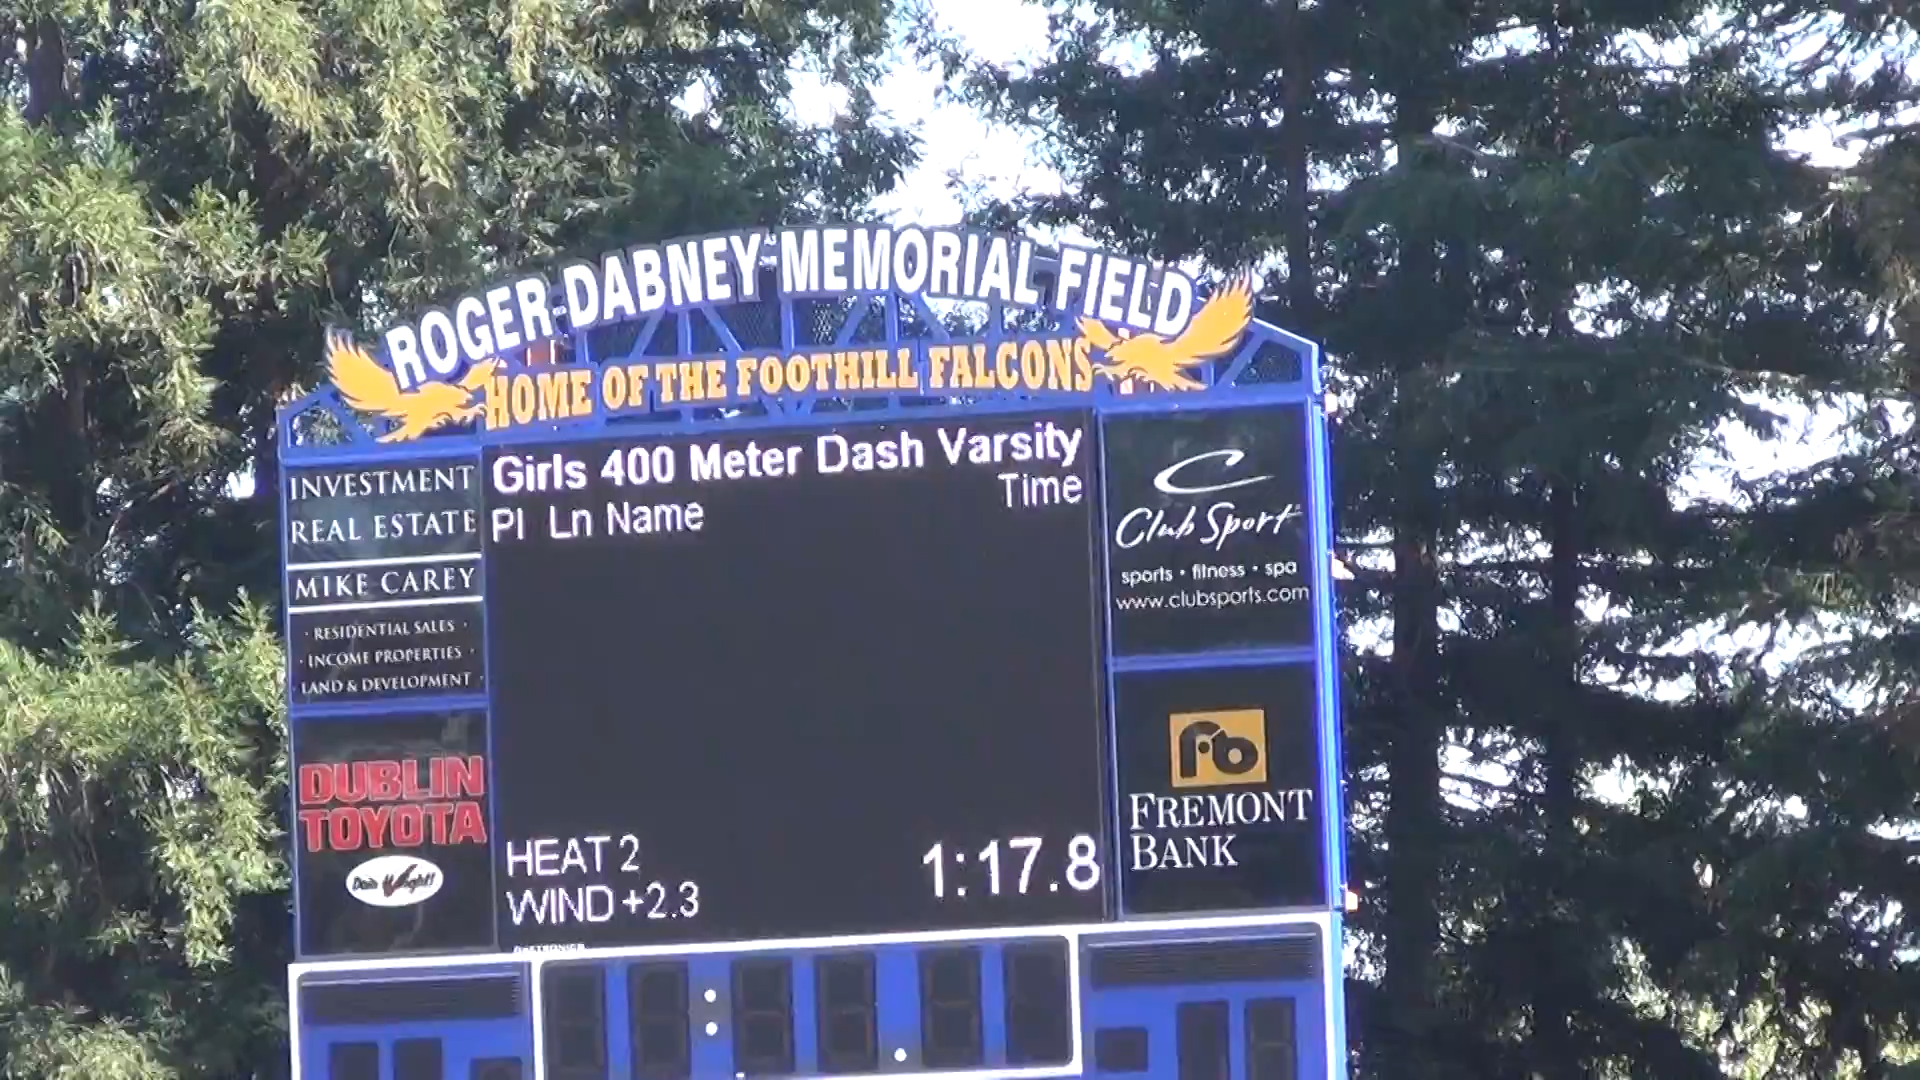 ROGER DABNEY MEMORIAL FIELD
HOME OF THE FOOTHILL FALCONS
INVESTMENT
REAL ESTATE
MIKE CAREY
· RESIDENTIAL SALES ·
· INCOME PROPERTIES ·
· LAND & DEVELOPMENT ·
DUBLIN
TOYOTA
Girls 400 Meter Dash Varsity
Pl Ln Name Time
HEAT 2
WIND +2.3
1:17.8
DAKTRONICS
Club Sport
sports · fitness · spa
www.clubsports.com
fb
FREMONT
BANK